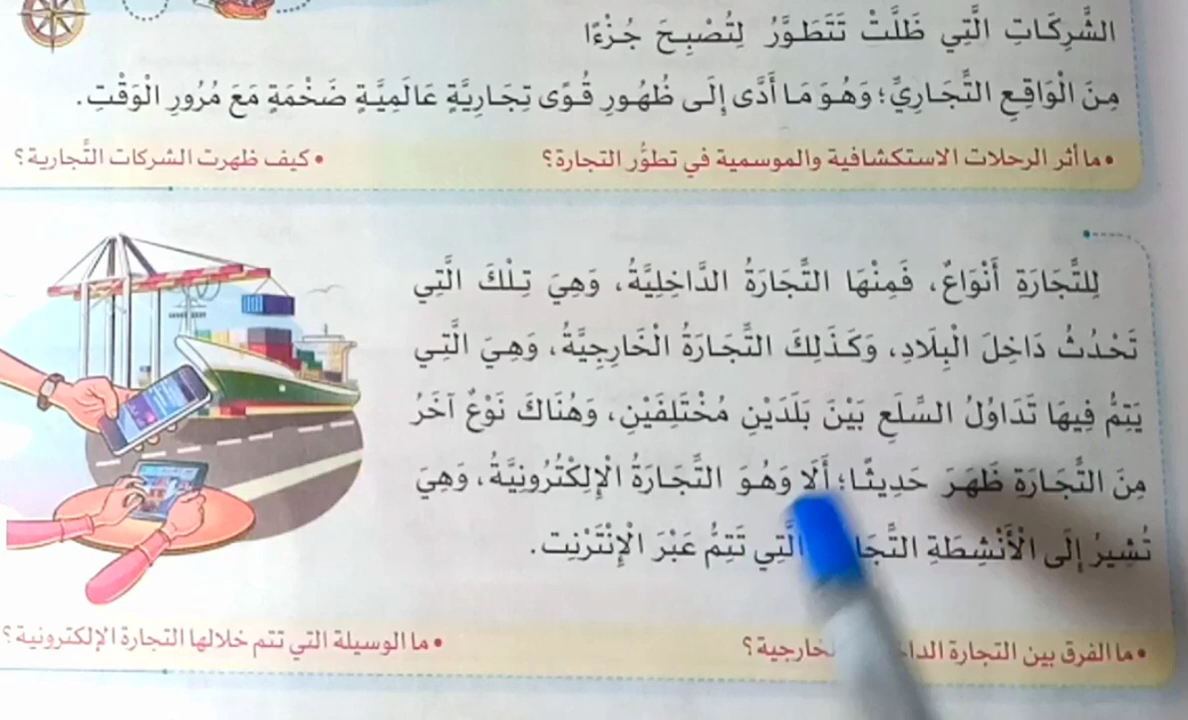 الشَّرِكَاتِ الَّتِي ظَلَّتْ تَتَطَوَّرُ لِتُصْبِحَ جُزْءًا
مِنَ الْوَاقِعِ التِّجَارِيِّ؛ وَهُوَ مَا أَدَّى إِلَى ظُهُورِ قُوًى تِجَارِيَّةٍ عَالَمِيَّةٍ ضَخْمَةٍ مَعَ مُرُورِ الْوَقْتِ.
• ما أثر الرحلات الاستكشافية والموسمية في تطوُّر التجارة؟ • كيف ظهرت الشركات التِّجارية؟
لِلتِّجَارَةِ أَنْوَاعٌ، فَمِنْهَا التِّجَارَةُ الدَّاخِلِيَّةُ، وَهِيَ تِلْكَ الَّتِي
تَحْدُثُ دَاخِلَ الْبِلَادِ، وَكَذَلِكَ التِّجَارَةُ الْخَارِجِيَّةُ، وَهِيَ الَّتِي
يَتِمُّ فِيهَا تَدَاوُلُ السِّلَعِ بَيْنَ بَلَدَيْنِ مُخْتَلِفَيْنِ، وَهُنَاكَ نَوْعٌ آخَرُ
مِنَ التِّجَارَةِ ظَهَرَ حَدِيثًا؛ أَلَا وَهُوَ التِّجَارَةُ الْإِلِكْتُرُونِيَّةُ، وَهِيَ
تُشِيرُ إِلَى الْأَنْشِطَةِ الَّتِي تَتِمُّ عَبْرَ الْإِنْتَرْنِت.
• ما الفرق بين التجارة • ما الوسيلة التي تتم خلالها التجارة الإلكترونية؟